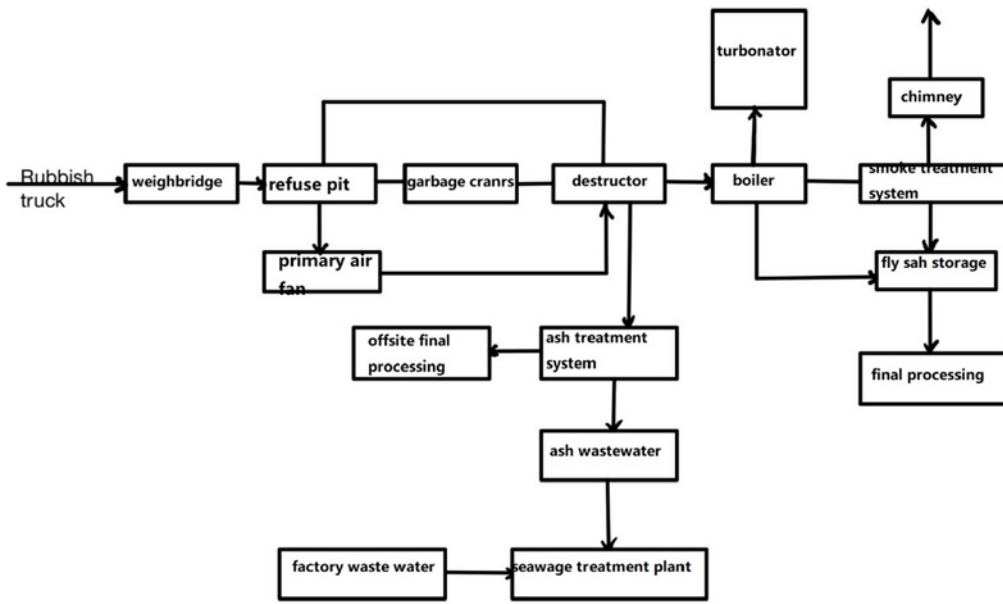 turbonator
chimney
Rubbish
truck
weighbridge
refuse pit
garbage cranrs
destructor
boiler
smoke treatment
system
primary air
fan
fly sah storage
offsite final
processing
ash treatment
system
final processing
ash wastewater
factory waste water
seawage treatment plant